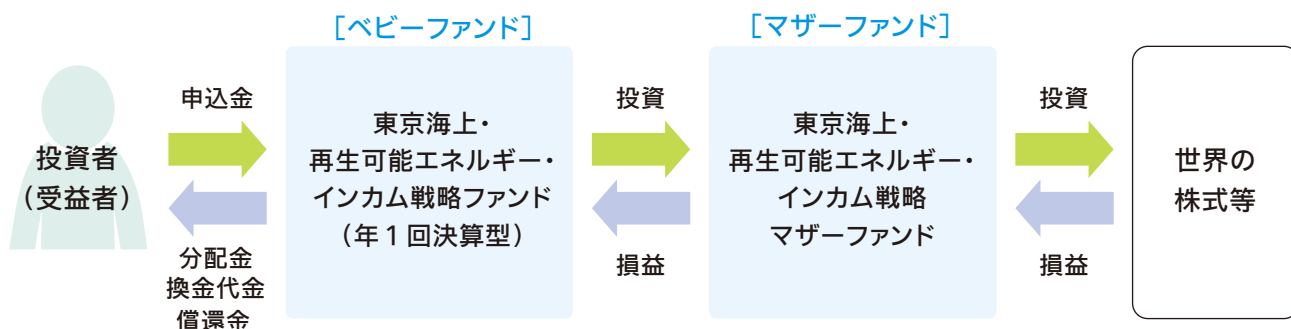 ［ベビーファンド］
［マザーファンド］
投資者
（受益者）
申込金
分配金
換金代金
償還金
東京海上・
再生可能エネルギー・
インカム戦略ファンド
（年１回決算型）
投資
損益
東京海上・
再生可能エネルギー・
インカム戦略
マザーファンド
投資
損益
世界の
株式等